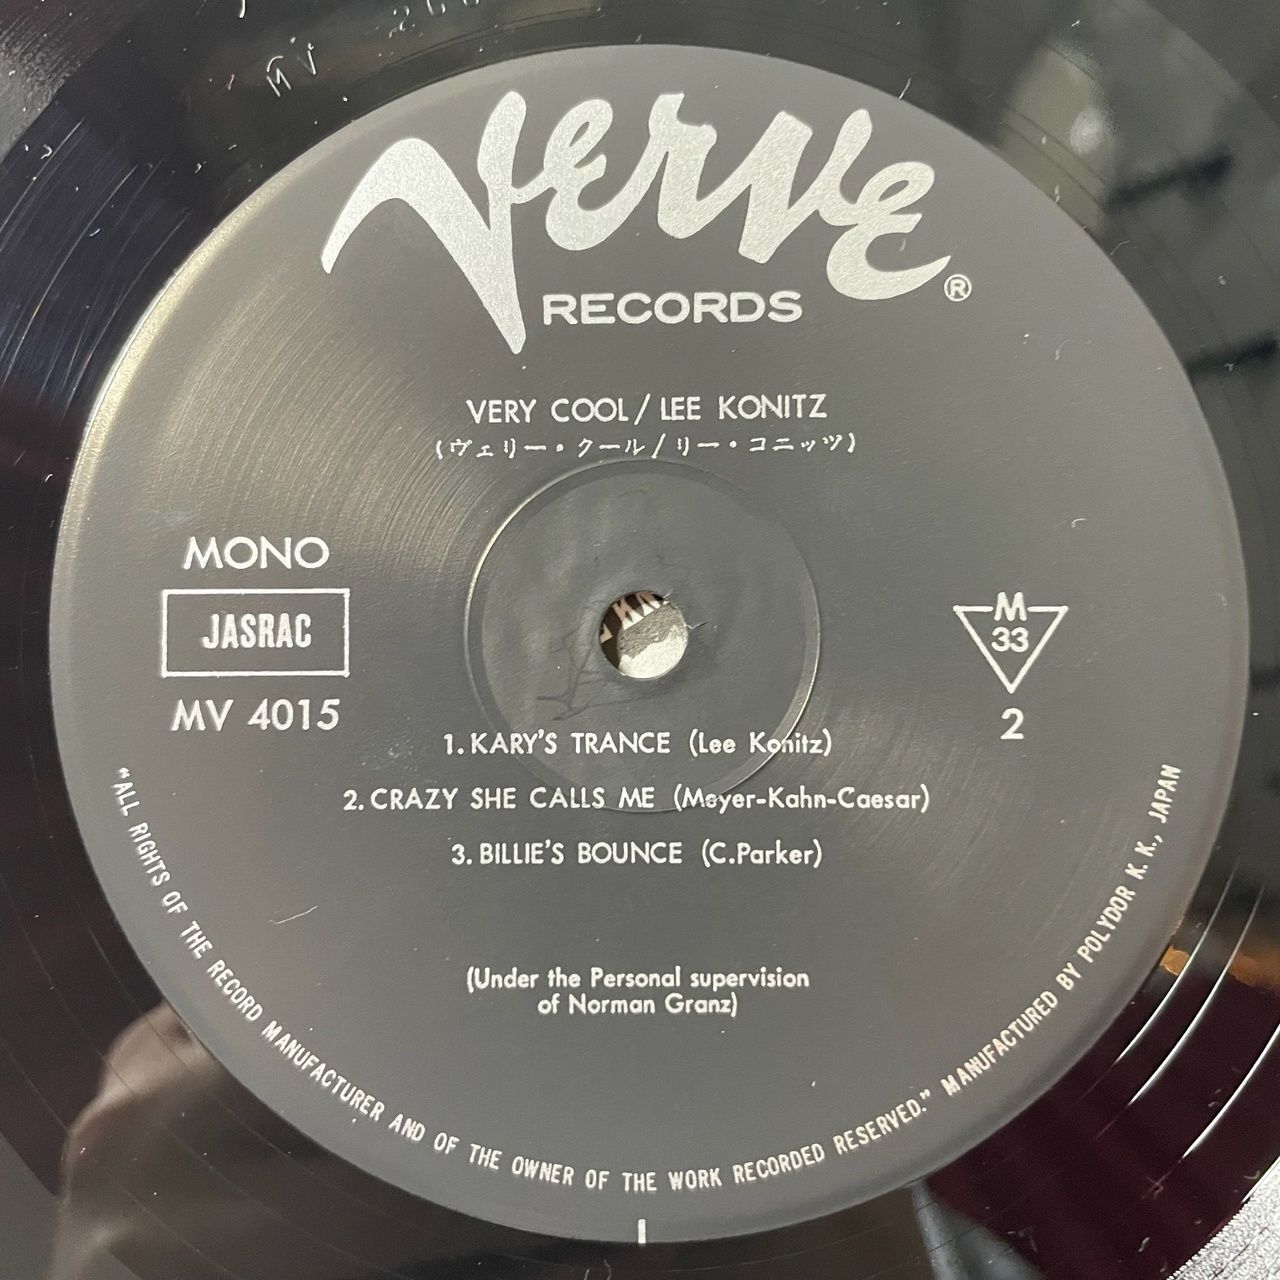 MV 266
Verve
RECORDS ®
VERY COOL / LEE KONITZ
(ヴェリー・クール / リー・コニッツ)
MONO
JASRAC
MV 4015
M
33
2
1. KARY'S TRANCE (Lee Konitz)
2. CRAZY SHE CALLS ME (Meyer-Kahn-Caesar)
3. BILLIE'S BOUNCE (C.Parker)
(Under the Personal supervision
of Norman Granz)
"ALL RIGHTS OF THE RECORD MANUFACTURER AND OF THE OWNER OF THE WORK RECORDED RESERVED." MANUFACTURED BY POLYDOR K. K., JAPAN